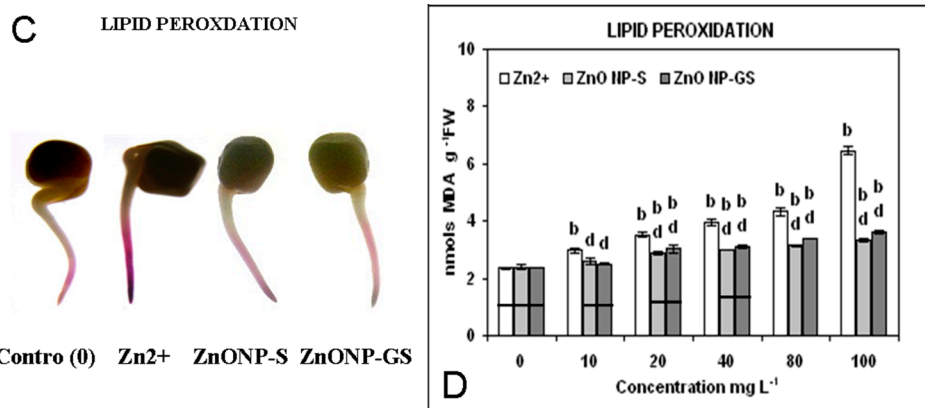 C
LIPID PEROXDATION
Contro (0) Zn2+ ZnONP-S ZnONP-GS
LIPID PEROXIDATION
Zn2+ ZnO NP-S ZnO NP-GS
nmols MDA g -1FW
10
8
6
4
2
0
b
b b b b b b b b
b d d d d d d b b d d
d d
0 10 20 40 80 100
Concentration mg L-1
D